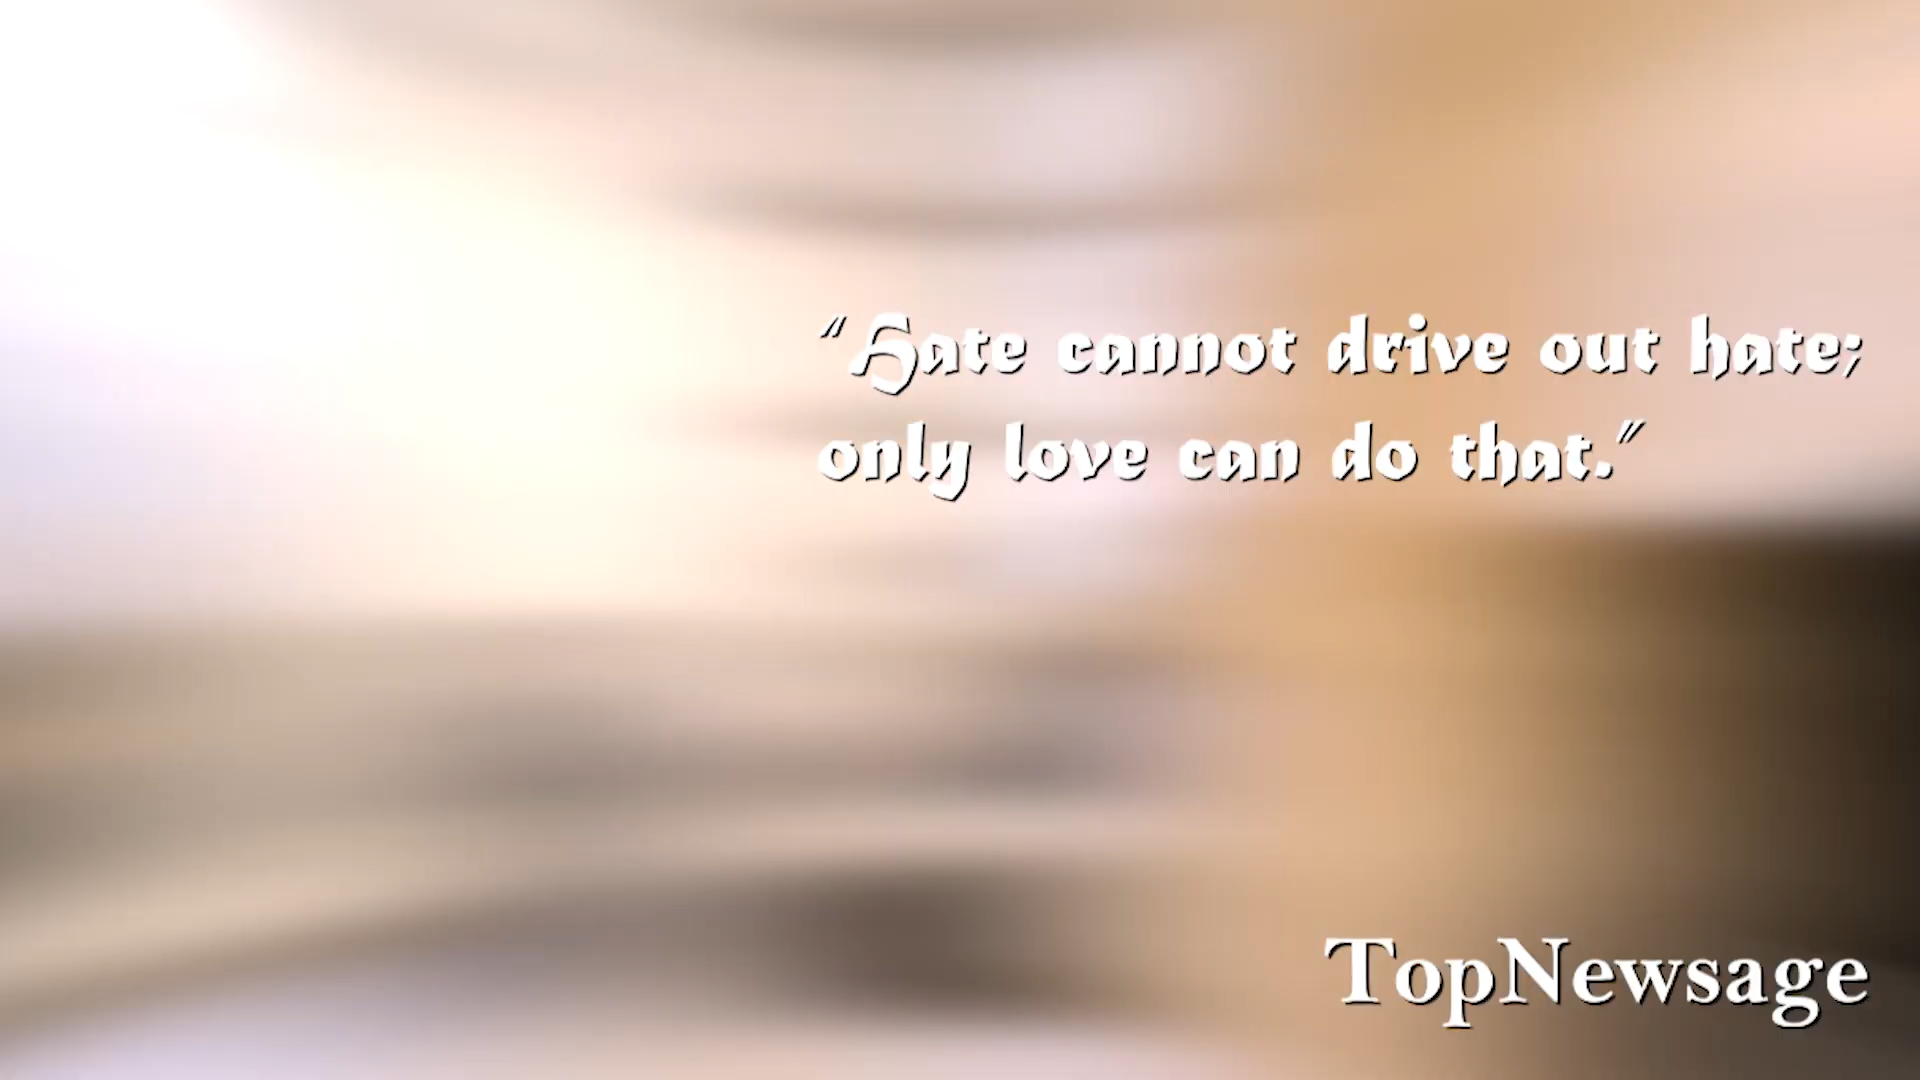 “Hate cannot drive out hate;
only love can do that.”
TopNewsage